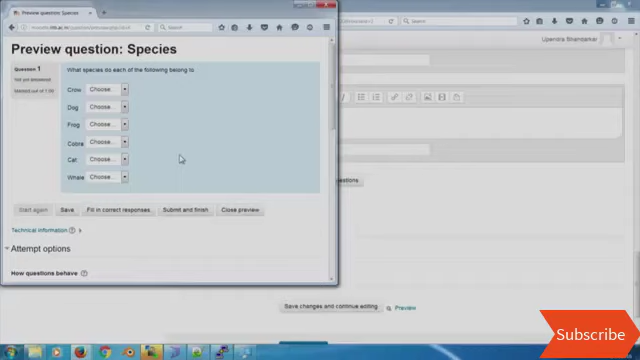 Preview question: Species
Search
Search
Preview question: Species
Question 1
Not yet answered
Marked out of 1.00
What species do each of the following belong to
Crow Choose...
Dog Choose...
Frog Choose...
Cobra Choose...
Cat Choose...
Whale Choose...
Start again
Save
Fill in correct responses
Submit and finish
Close preview
Technical information
Attempt options
How questions behave
Save changes and continue editing
Preview
Subscribe